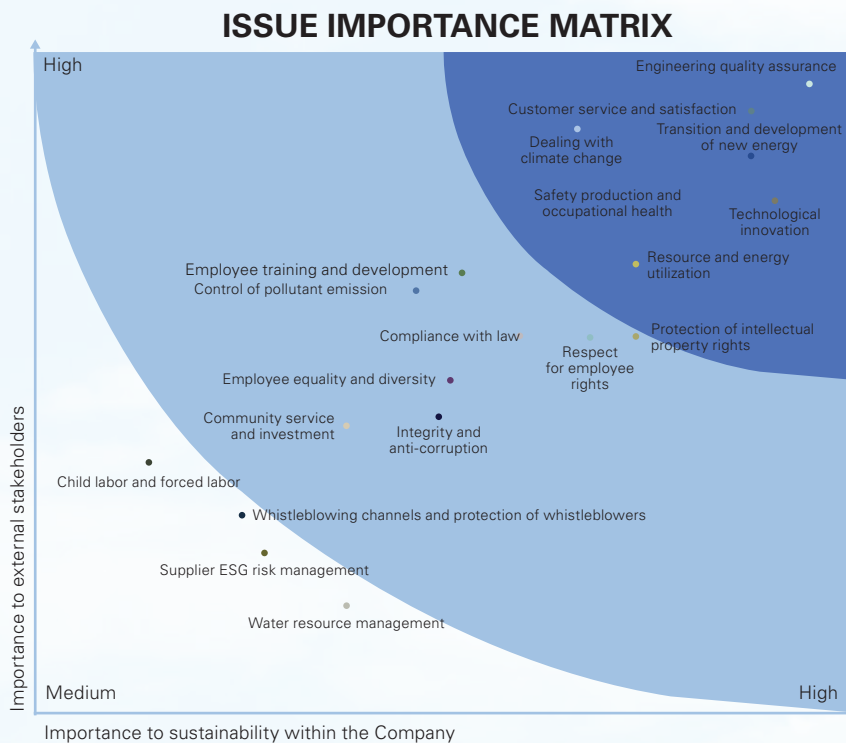 ISSUE IMPORTANCE MATRIX
High
Engineering quality assurance
Customer service and satisfaction
Transition and development
of new energy
Dealing with
climate change
Safety production and
occupational health
Technological
innovation
Resource and energy
utilization
Employee training and development
Control of pollutant emission
Compliance with law
Respect
for employee
rights
Protection of intellectual
property rights
Employee equality and diversity
Community service
and investment
Integrity and
anti-corruption
Child labor and forced labor
Whistleblowing channels and protection of whistleblowers
Supplier ESG risk management
Water resource management
Importance to external stakeholders
Medium
High
Importance to sustainability within the Company